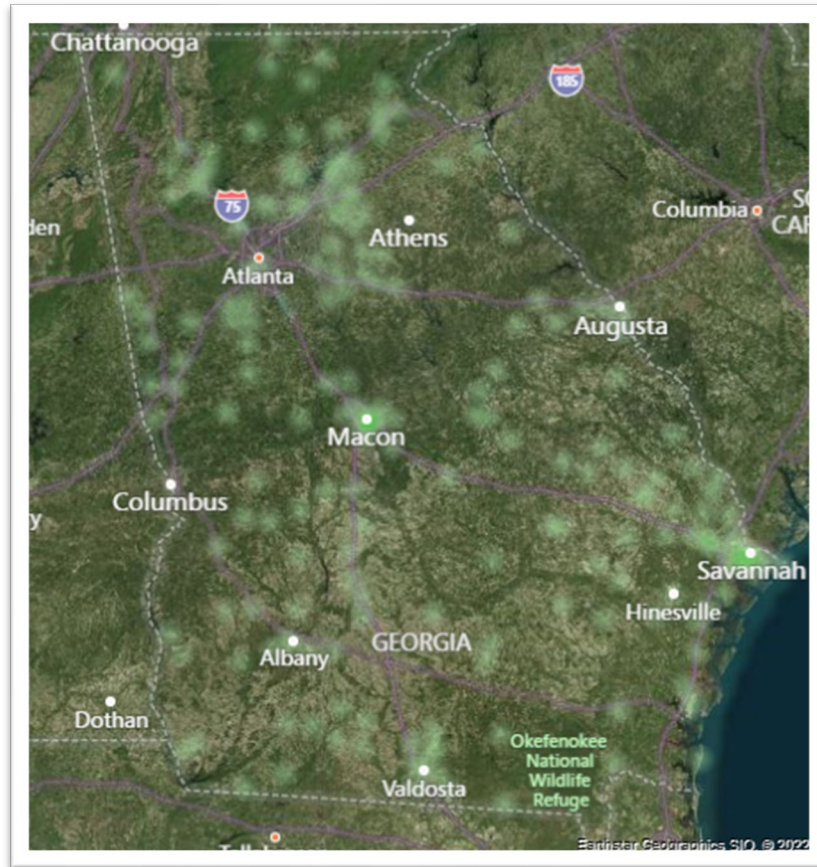 Chattanooga
185
75
Columbia
SO
CAR
den
Athens
Atlanta
Augusta
Macon
Columbus
y
Savannah
Hinesville
GEORGIA
Albany
Dothan
Okefenokee
National
Wildlife
Refuge
Valdosta
Earthstar Geographics SIO, © 2022